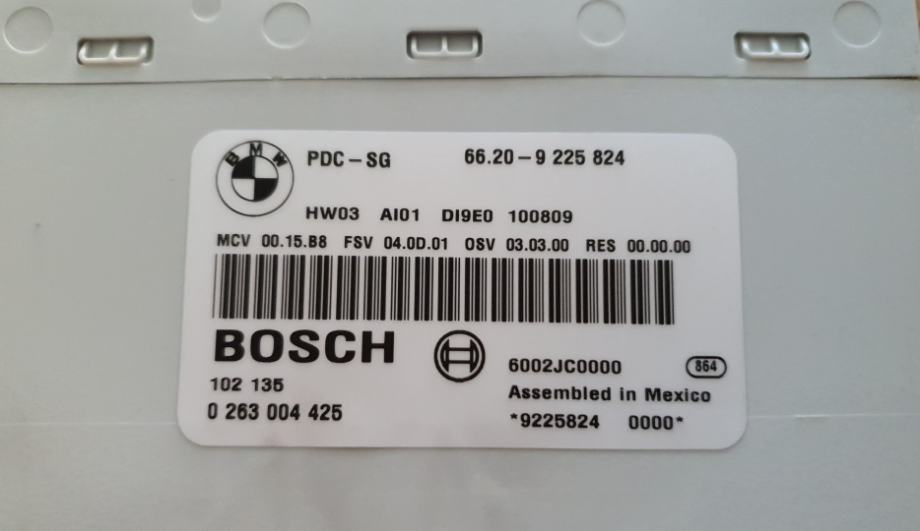 BMW
PDC-SG 66.20-9 225 824
HW03 AI01 DI9E0 100809
MCV 00.15.B8 FSV 04.0D.01 OSV 03.03.00 RES 00.00.00
BOSCH
102 135
0 263 004 425
6002JC0000 864
Assembled in Mexico
*9225824 0000*